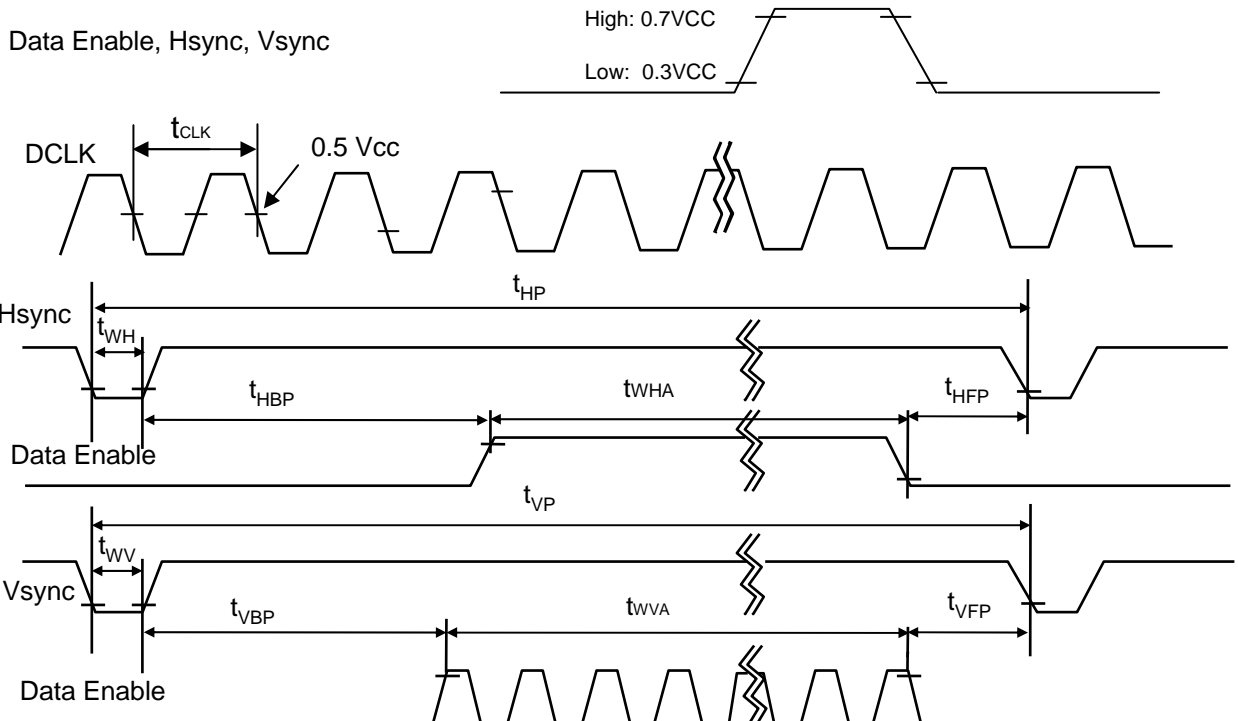 High: 0.7VCC
Data Enable, Hsync, Vsync
Low: 0.3VCC
tCLK
DCLK
0.5 Vcc
tHP
Hsync
tWH
tHBP
tWHA
tHFP
Data Enable
tVP
tWV
Vsync
tVBP
tWVA
tVFP
Data Enable